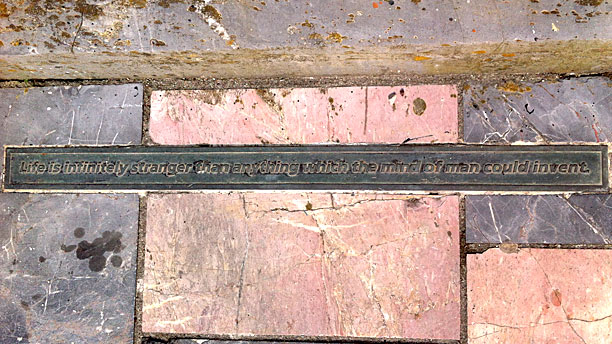 Life is infinitely stranger than anything which the mind of man could invent.